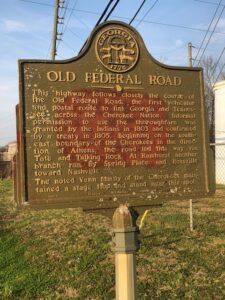 GEORGIA
1776
OLD FEDERAL ROAD
This highway follows closely the course of
the Old Federal Road, the first vehicular
and postal route to link Georgia and Tennes-
see across the Cherokee Nation. Informal
permission to use the thoroughfare was
granted by the Indians in 1803 and confirmed
by a treaty in 1805. Beginning on the south-
east boundary of the Cherokees in the direc-
tion of Athens, the road led this way via
Tate and Talking Rock. At Ramhurst another
branch ran By Spring Place and Rossville
toward Nashville.
The noted Vann family of the Cherokees main-
tained a stage stop and stand near this spot.